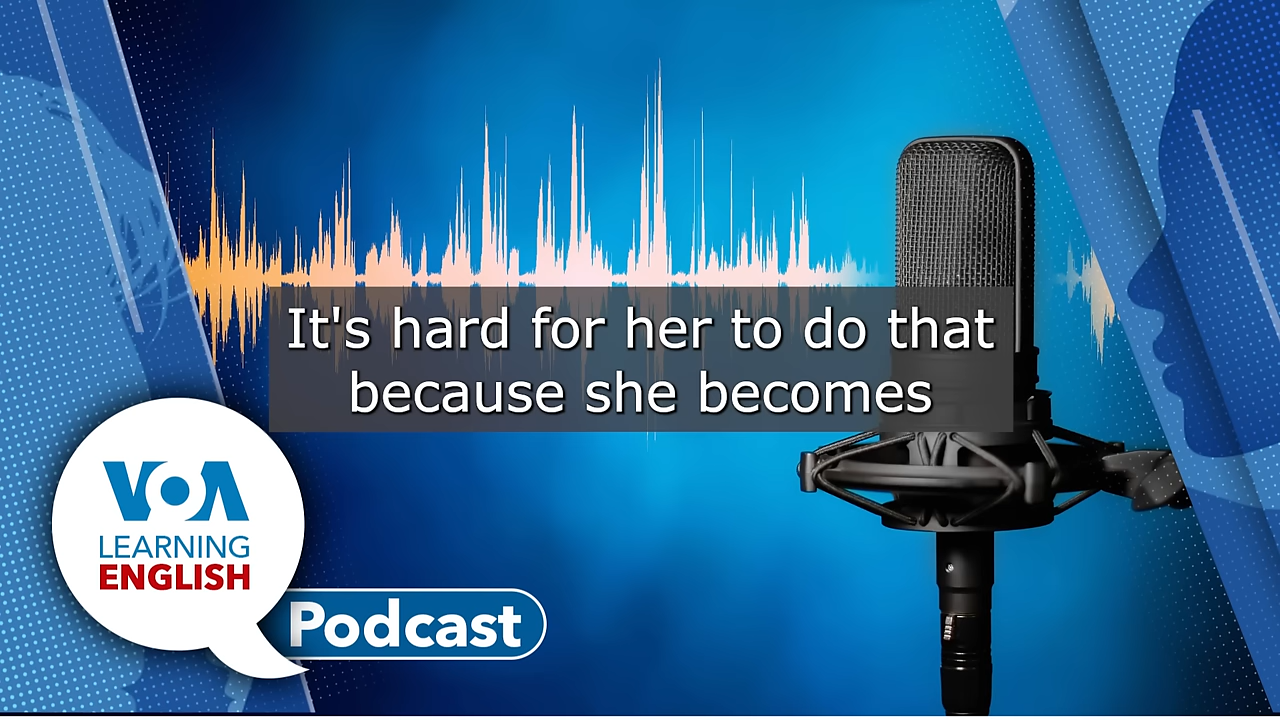 It's hard for her to do that
because she becomes
VOA
LEARNING
ENGLISH
Podcast